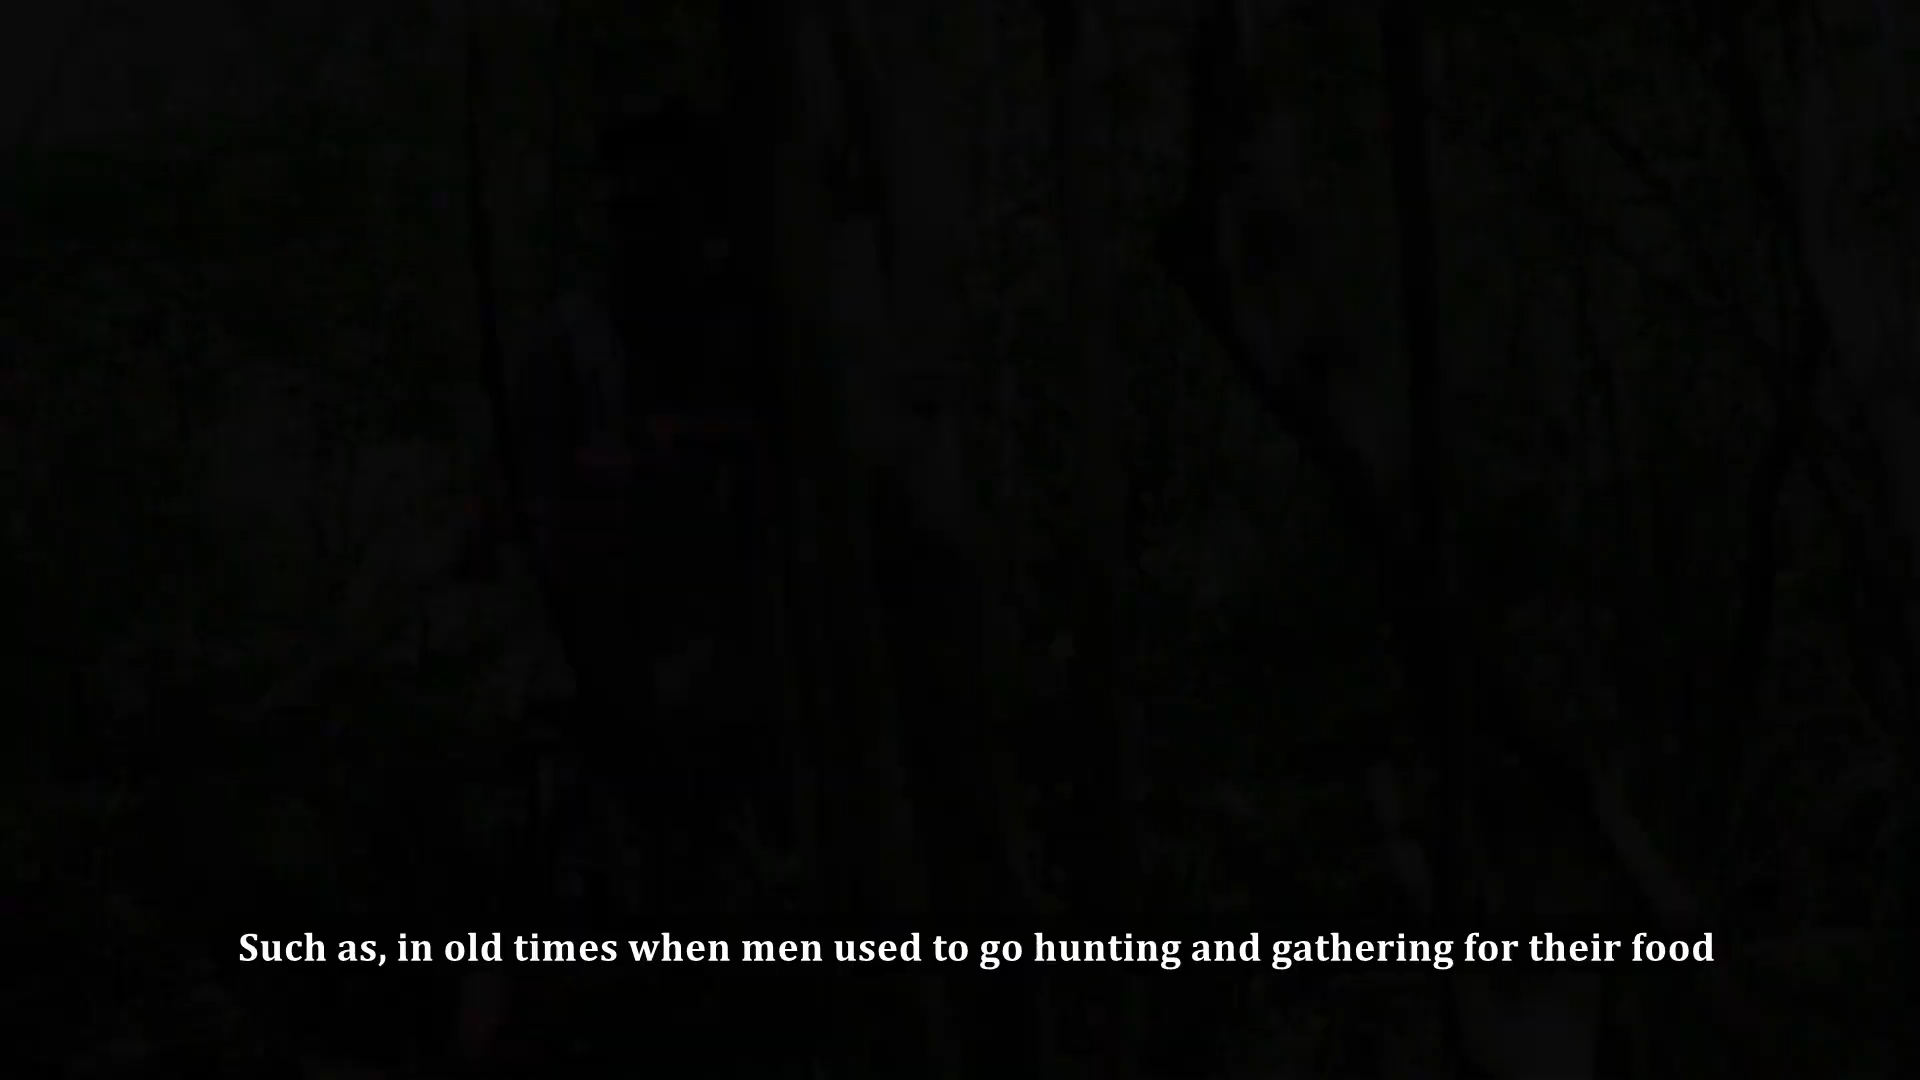 Such as, in old times when men used to go hunting and gathering for their food